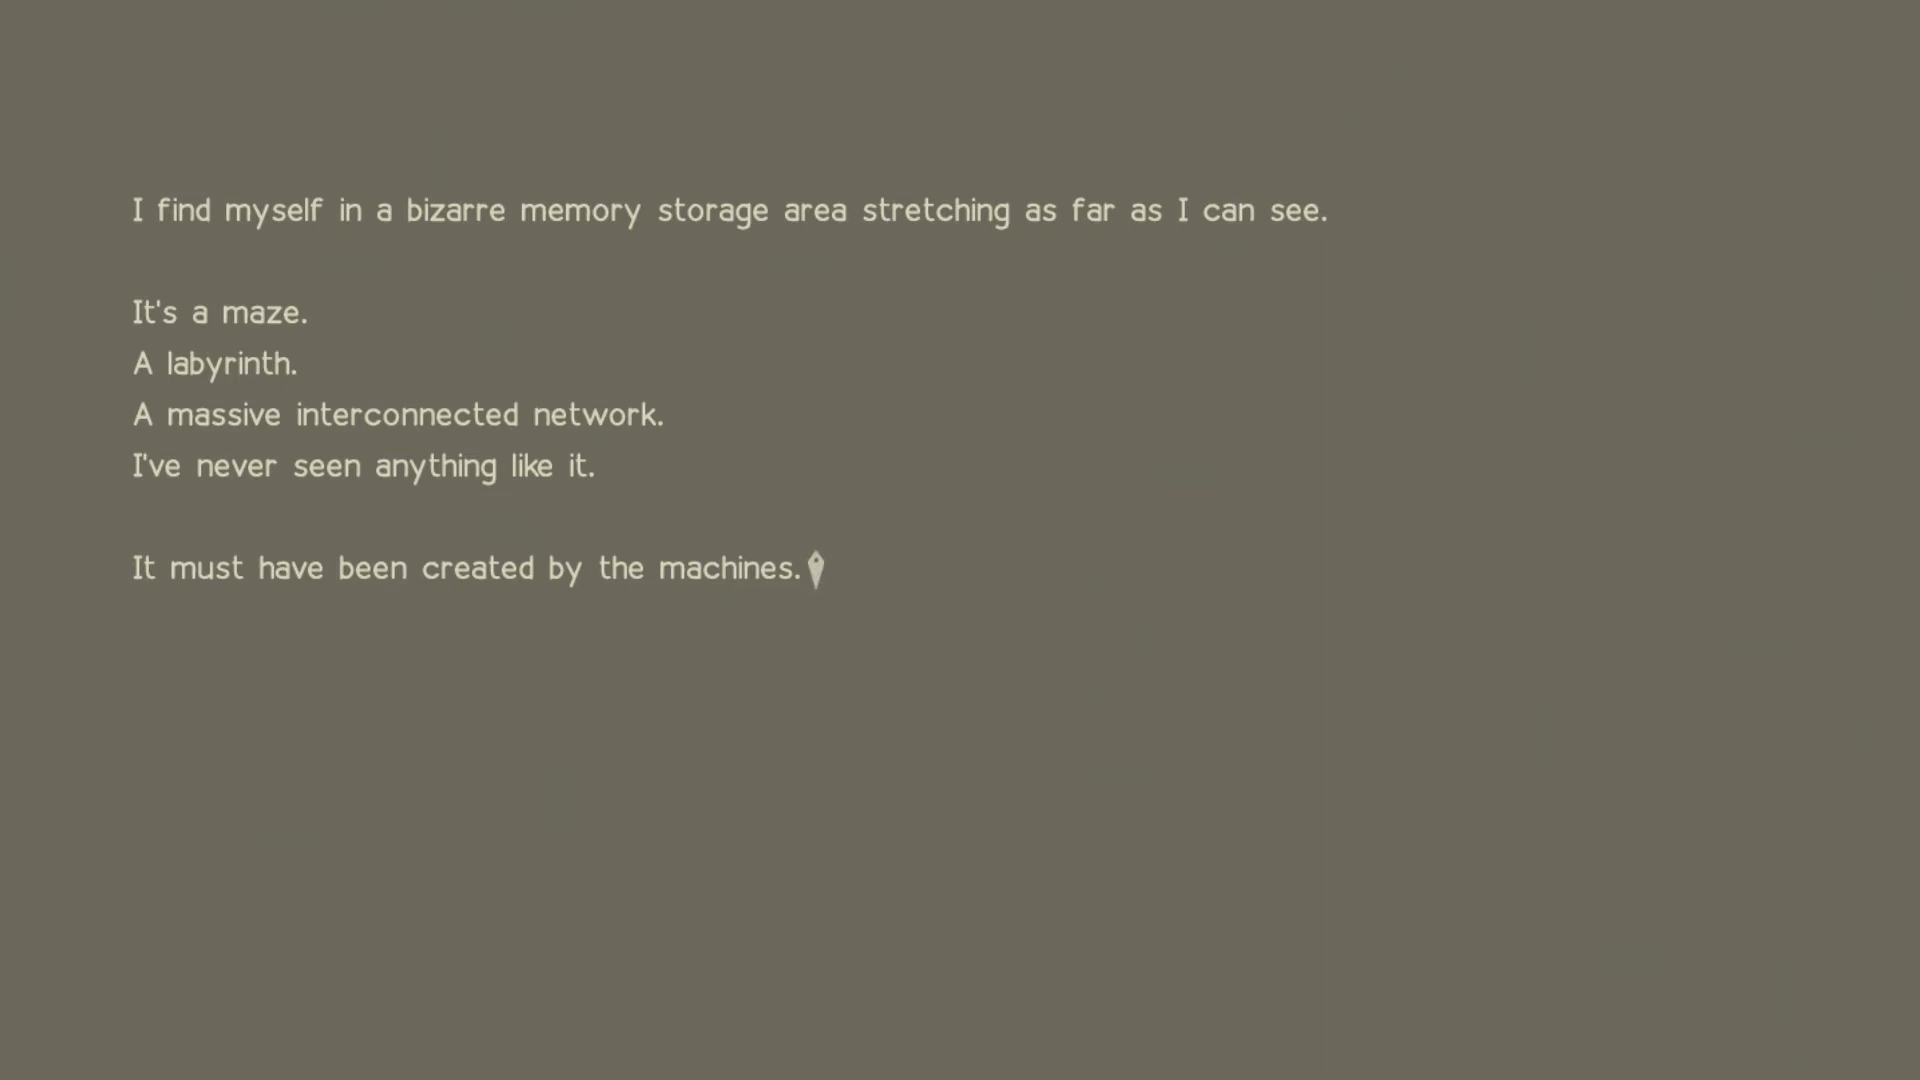 I find myself in a bizarre memory storage area stretching as far as I can see.
It's a maze.
A labyrinth.
A massive interconnected network.
I've never seen anything like it.
It must have been created by the machines.